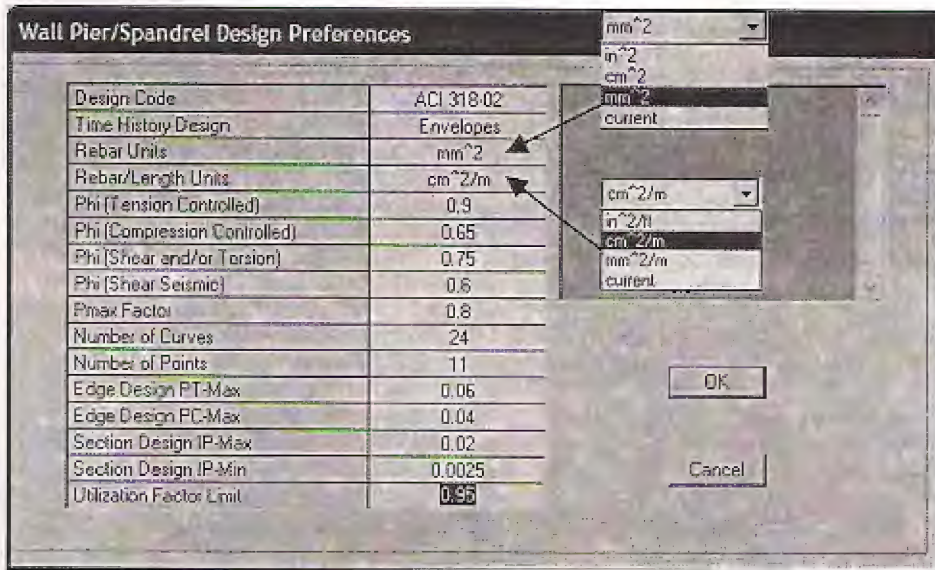 Wall Pier/Spandrel Design Preferences
mm^2
in^2
cm^2
mm^2
current
Design Code ACI 318-02
Time History Design Envelopes
Rebar Units mm^2
Rebar/Length Units cm^2/m
Phi (Tension Controlled) 0.9
Phi (Compression Controlled) 0.65
Phi (Shear and/or Torsion) 0.75
Phi (Shear Seismic) 0.6
Pmax Factor 0.8
Number of Curves 24
Number of Points 11
Edge Design PT-Max 0.06
Edge Design PC-Max 0.04
Section Design IP-Max 0.02
Section Design IP-Min 0.0025
Utilization Factor Limit 0.95
cm^2/m
in^2/ft
cm^2/m
mm^2/m
current
OK
Cancel